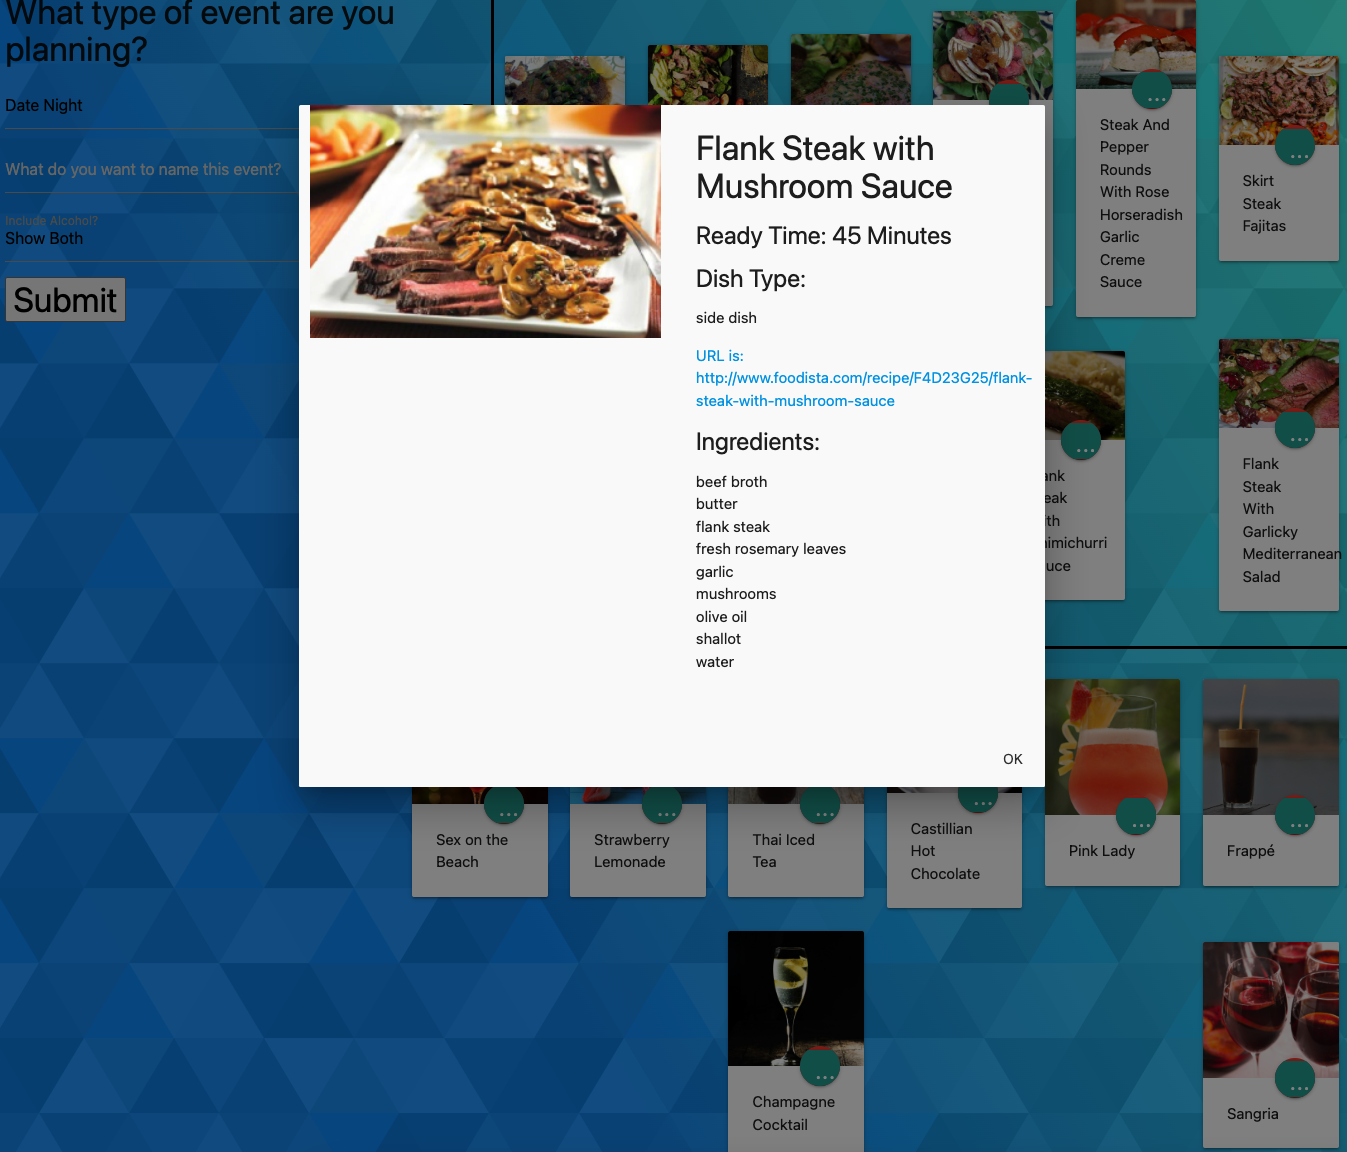 What type of event are you
planning?
Date Night
What do you want to name this event?
Include Alcohol?
Show Both
Submit
Flank Steak with
Mushroom Sauce
Ready Time: 45 Minutes
Dish Type:
side dish
URL is:
http://www.foodista.com/recipe/F4D23G25/flank-
steak-with-mushroom-sauce
Ingredients:
beef broth
butter
flank steak
fresh rosemary leaves
garlic
mushrooms
olive oil
shallot
water
OK
Steak And
Pepper
Rounds
With Rose
Horseradish
Garlic
Creme
Sauce
Skirt
Steak
Fajitas
Flank
Steak
With
Garlicky
Mediterranean
Salad
Sex on the
Beach
Strawberry
Lemonade
Thai Iced
Tea
Castillian
Hot
Chocolate
Pink Lady
Frappé
Champagne
Cocktail
Sangria